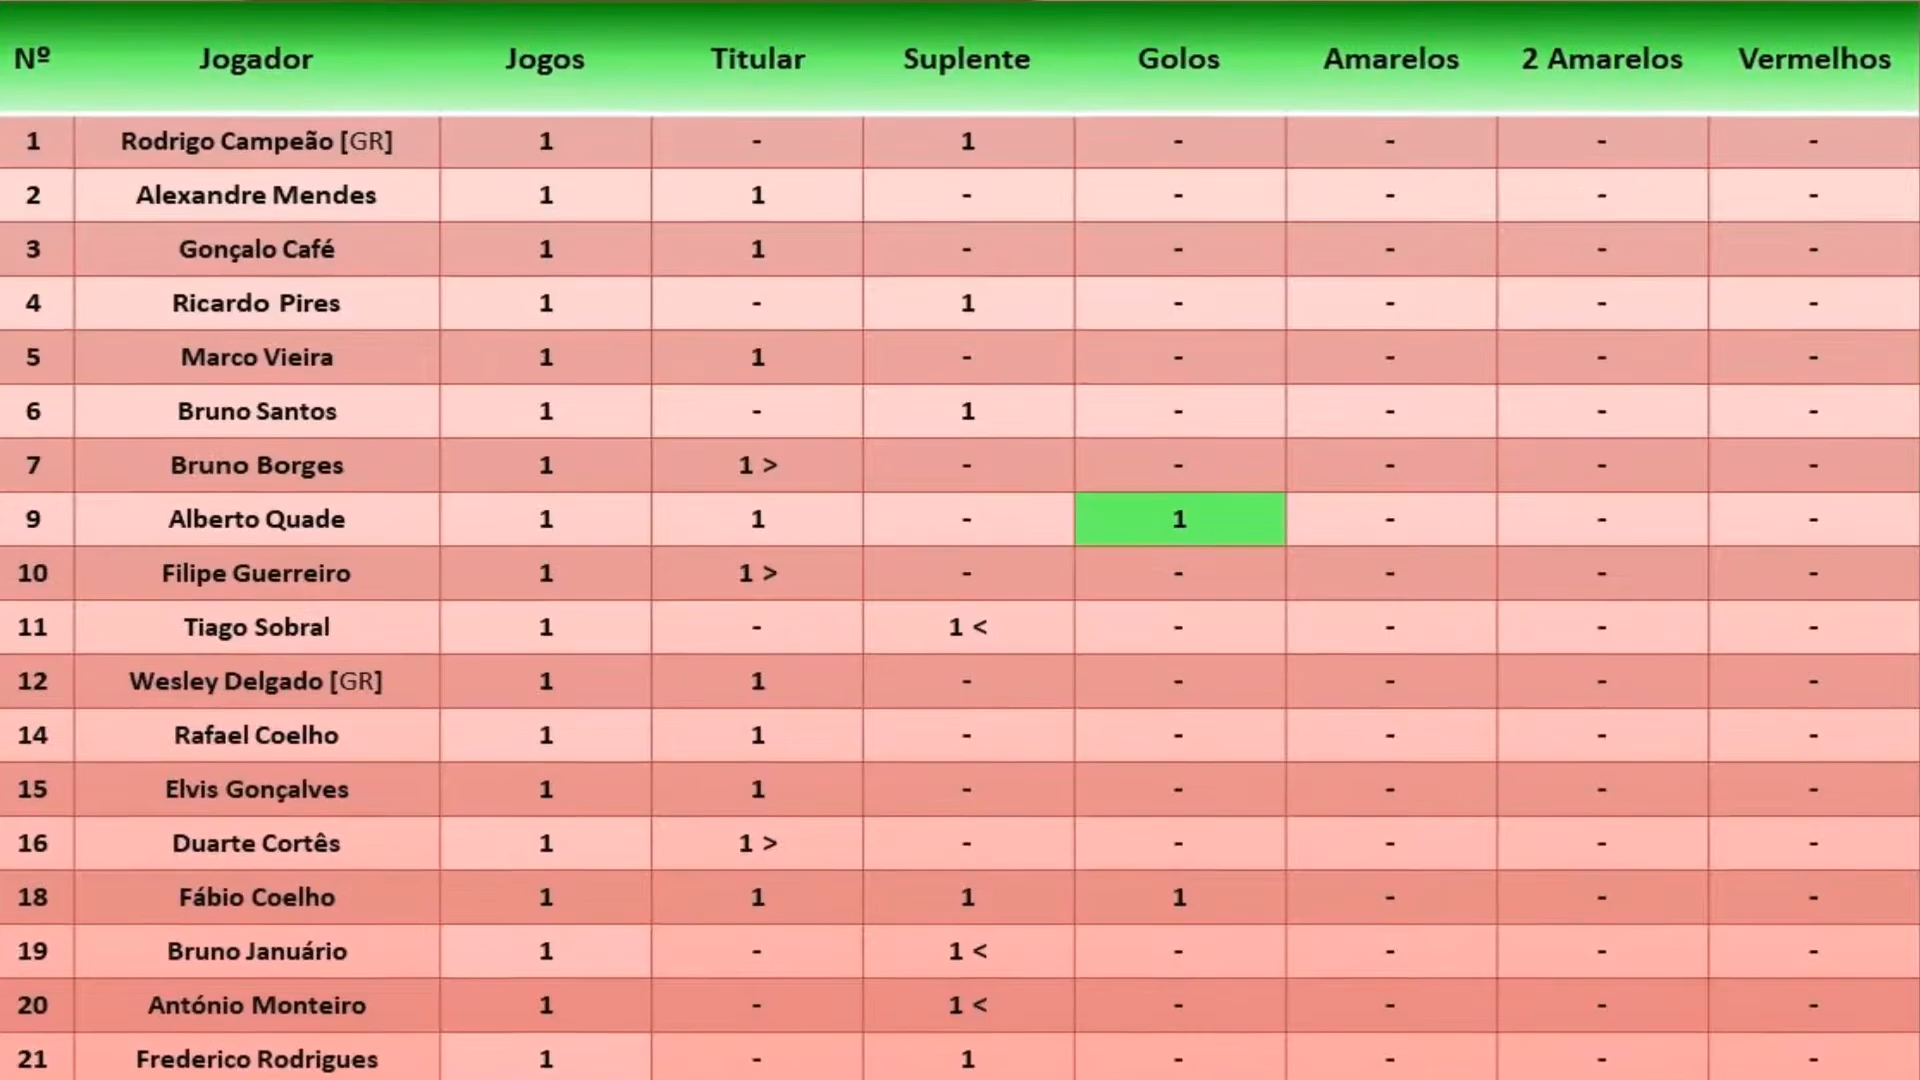 Nº Jogador Jogos Titular Suplente Golos Amarelos 2 Amarelos Vermelhos
1 Rodrigo Campeão [GR] 1 - 1 - - - -
2 Alexandre Mendes 1 1 - - - - -
3 Gonçalo Café 1 1 - - - - -
4 Ricardo Pires 1 - 1 - - - -
5 Marco Vieira 1 1 - - - - -
6 Bruno Santos 1 - 1 - - - -
7 Bruno Borges 1 1 > - - - - -
9 Alberto Quade 1 1 - 1 - - -
10 Filipe Guerreiro 1 1 > - - - - -
11 Tiago Sobral 1 - 1 < - - - -
12 Wesley Delgado [GR] 1 1 - - - - -
14 Rafael Coelho 1 1 - - - - -
15 Elvis Gonçalves 1 1 - - - - -
16 Duarte Cortês 1 1 > - - - - -
18 Fábio Coelho 1 1 1 1 - - -
19 Bruno Januário 1 - 1 < - - - -
20 António Monteiro 1 - 1 < - - - -
21 Frederico Rodrigues 1 - 1 - - - -